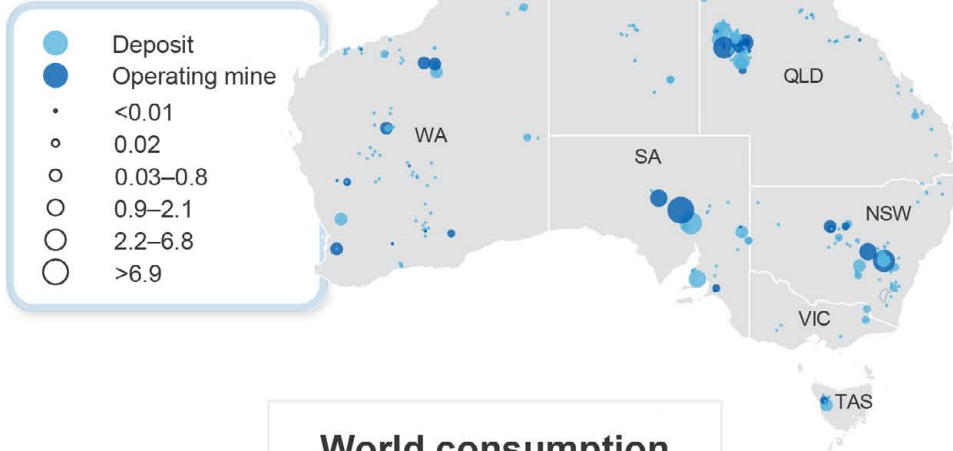 Deposit
Operating mine
<0.01
0.02
0.03–0.8
0.9–2.1
2.2–6.8
>6.9
WA
QLD
SA
NSW
VIC
TAS
World consumption